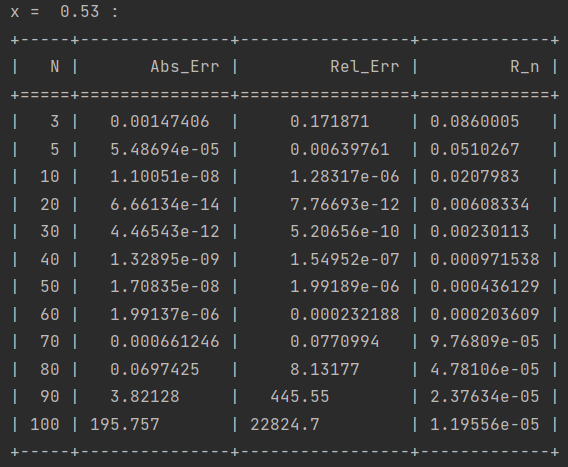 x =  0.53 :
+-----+---------------+-----------------+-------------+
|   N |       Abs_Err |         Rel_Err |         R_n |
+=====+===============+=================+=============+
|   3 |   0.00147406  |     0.171871    | 0.0860005   |
|   5 |   5.48694e-05 |     0.00639761  | 0.0510267   |
|  10 |   1.10051e-08 |     1.28317e-06 | 0.0207983   |
|  20 |   6.66134e-14 |     7.76693e-12 | 0.00608334  |
|  30 |   4.46543e-12 |     5.20656e-10 | 0.00230113  |
|  40 |   1.32895e-09 |     1.54952e-07 | 0.000971538 |
|  50 |   1.70835e-08 |     1.99189e-06 | 0.000436129 |
|  60 |   1.99137e-06 |     0.000232188 | 0.000203609 |
|  70 |   0.000661246 |     0.0770994   | 9.76809e-05 |
|  80 |   0.0697425   |     8.13177     | 4.78106e-05 |
|  90 |   3.82128     |   445.55        | 2.37634e-05 |
| 100 | 195.757       | 22824.7         | 1.19556e-05 |
+-----+---------------+-----------------+-------------+